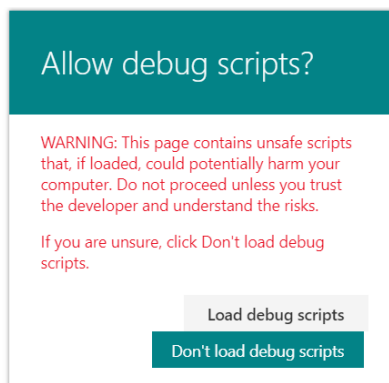 Allow debug scripts?
WARNING: This page contains unsafe scripts
that, if loaded, could potentially harm your
computer. Do not proceed unless you trust
the developer and understand the risks.
If you are unsure, click Don't load debug
scripts.
Load debug scripts
Don't load debug scripts